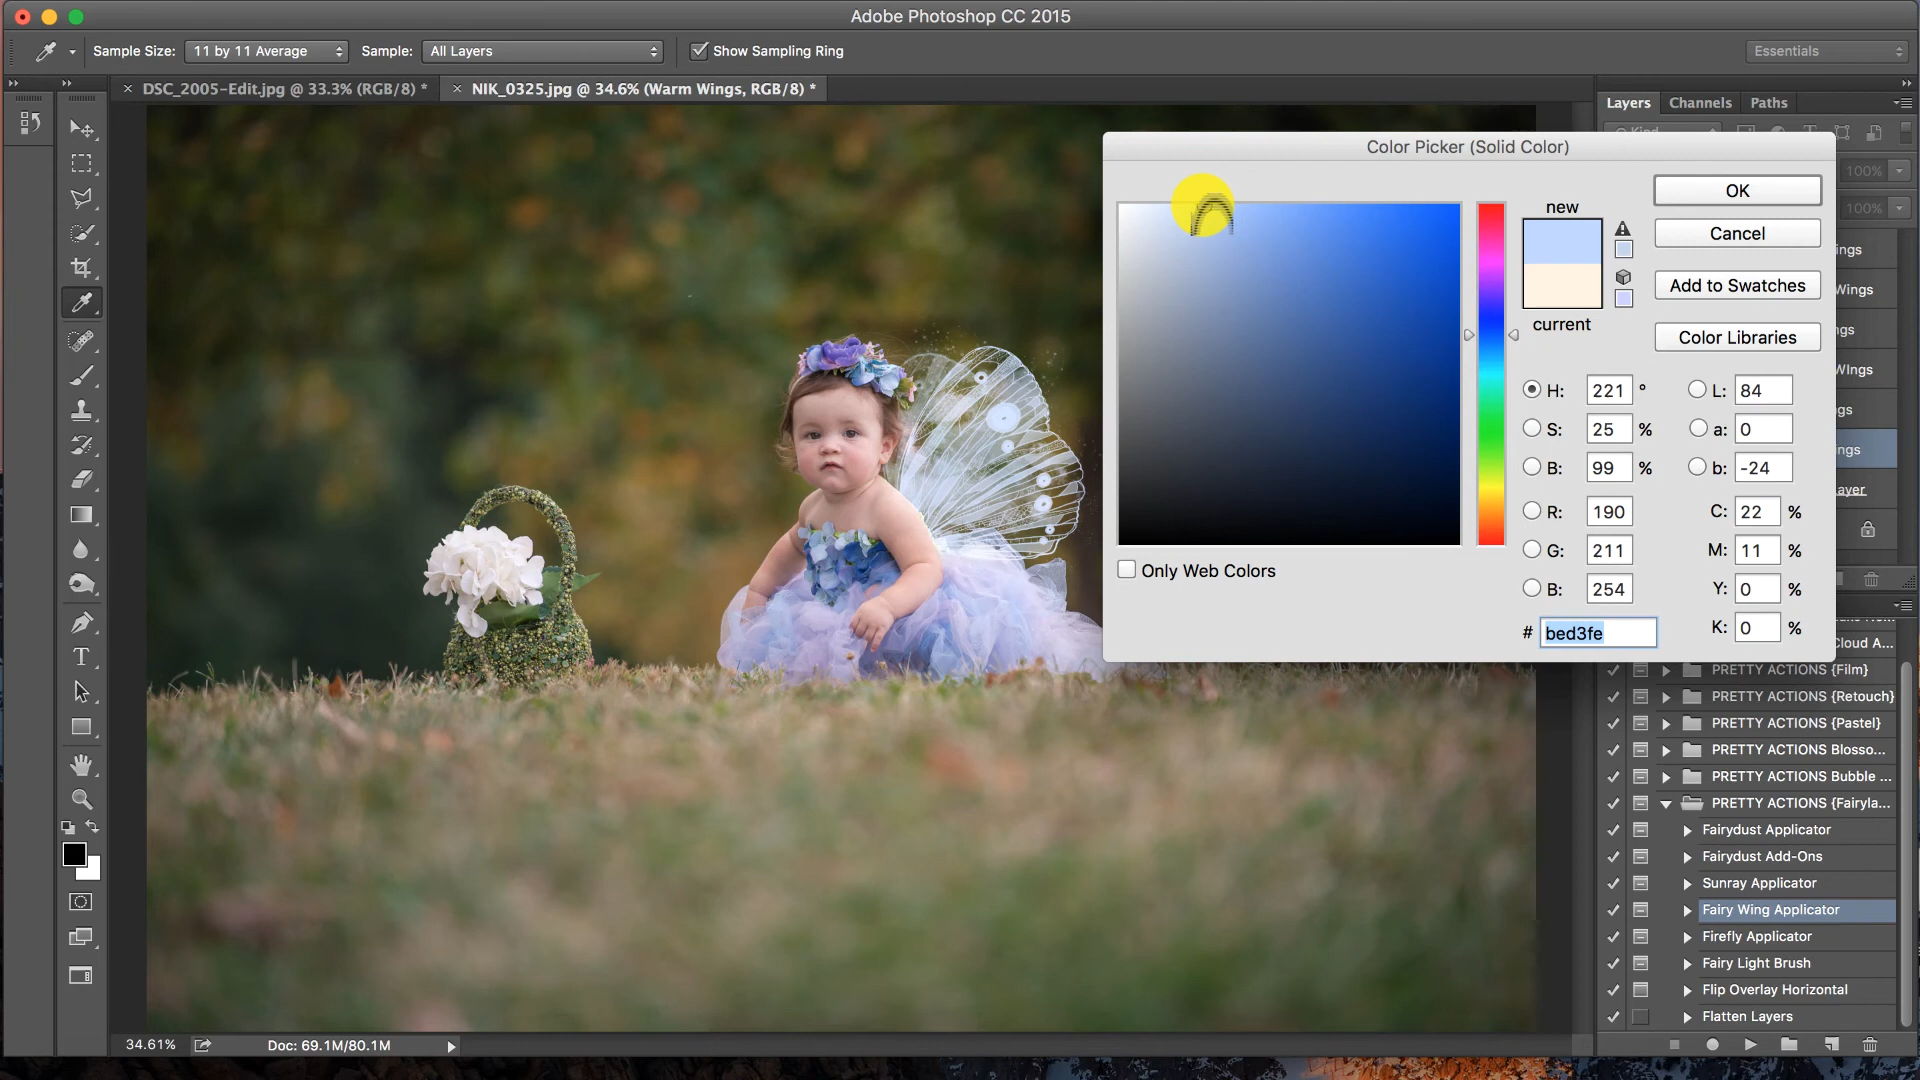 Adobe Photoshop CC 2015
Sample Size: 11 by 11 Average Sample: All Layers Show Sampling Ring Essentials
DSC_2005-Edit.jpg @ 33.3% (RGB/8) * NIK_0325.jpg @ 34.6% (Warm Wings, RGB/8) *
Layers Channels Paths
Color Picker (Solid Color)
100%
100%
new
current
OK
Cancel
Add to Swatches
Color Libraries
H: 221 ° L: 84
S: 25 % a: 0
B: 99 % b: -24
R: 190 C: 22 %
G: 211 M: 11 %
B: 254 Y: 0 %
# bed3fe K: 0 %
Only Web Colors
ings
Wings
ngs
WIngs
gs
ings
ayer
Cloud A...
PRETTY ACTIONS {Film}
PRETTY ACTIONS {Retouch}
PRETTY ACTIONS {Pastel}
PRETTY ACTIONS Blosso...
PRETTY ACTIONS Bubble ...
PRETTY ACTIONS {Fairyla...
Fairydust Applicator
Fairydust Add-Ons
Sunray Applicator
Fairy Wing Applicator
Firefly Applicator
Fairy Light Brush
Flip Overlay Horizontal
Flatten Layers
34.61% Doc: 69.1M/80.1M